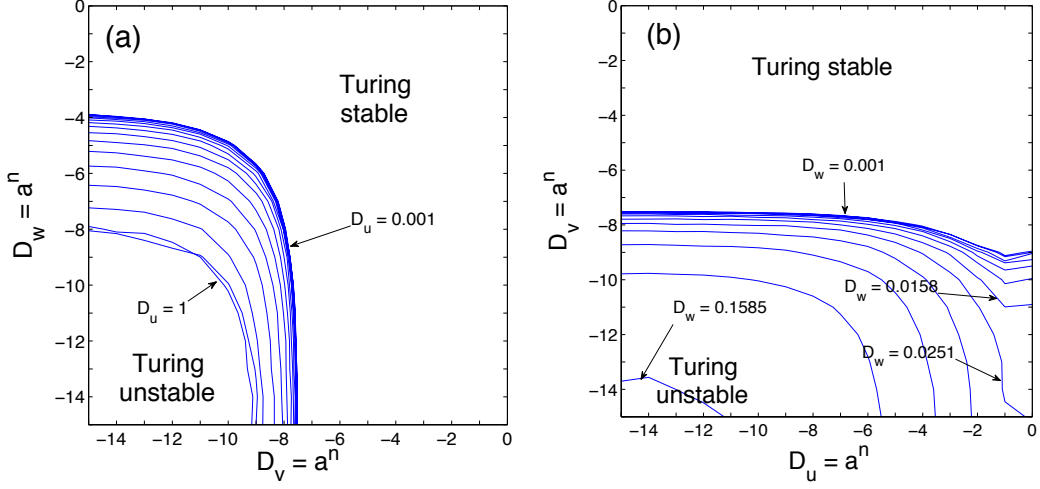 (a)
Turing
stable
D_u = 0.001
D_u = 1
Turing
unstable
0
−2
−4
−6
−8
−10
−12
−14
D_w = a^n
−14 −12 −10 −8 −6 −4 −2 0
D_v = a^n
(b)
Turing stable
D_w = 0.001
D_w = 0.0158
D_w = 0.1585
D_w = 0.0251
Turing
unstable
0
−2
−4
−6
−8
−10
−12
−14
D_v = a^n
−14 −12 −10 −8 −6 −4 −2 0
D_u = a^n